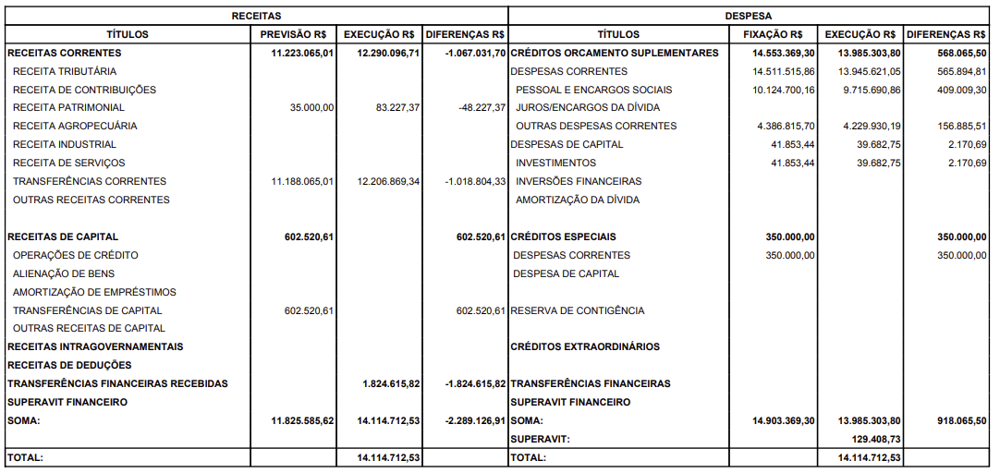 RECEITAS DESPESA
TÍTULOS PREVISÃO R$ EXECUÇÃO R$ DIFERENÇAS R$ TÍTULOS FIXAÇÃO R$ EXECUÇÃO R$ DIFERENÇAS R$
RECEITAS CORRENTES 11.223.065,01 12.290.096,71 -1.067.031,70 CRÉDITOS ORCAMENTO SUPLEMENTARES 14.553.369,30 13.985.303,80 568.065,50
RECEITA TRIBUTÁRIA DESPESAS CORRENTES 14.511.515,86 13.945.621,05 565.894,81
RECEITA DE CONTRIBUIÇÕES PESSOAL E ENCARGOS SOCIAIS 10.124.700,16 9.715.690,86 409.009,30
RECEITA PATRIMONIAL 35.000,00 83.227,37 -48.227,37 JUROS/ENCARGOS DA DÍVIDA
RECEITA AGROPECUÁRIA OUTRAS DESPESAS CORRENTES 4.386.815,70 4.229.930,19 156.885,51
RECEITA INDUSTRIAL DESPESAS DE CAPITAL 41.853,44 39.682,75 2.170,69
RECEITA DE SERVIÇOS INVESTIMENTOS 41.853,44 39.682,75 2.170,69
TRANSFERÊNCIAS CORRENTES 11.188.065,01 12.206.869,34 -1.018.804,33 INVERSÕES FINANCEIRAS
OUTRAS RECEITAS CORRENTES AMORTIZAÇÃO DA DÍVIDA
RECEITAS DE CAPITAL 602.520,61 602.520,61 CRÉDITOS ESPECIAIS 350.000,00 350.000,00
OPERAÇÕES DE CRÉDITO DESPESAS CORRENTES 350.000,00 350.000,00
ALIENAÇÃO DE BENS DESPESA DE CAPITAL
AMORTIZAÇÃO DE EMPRÉSTIMOS
TRANSFERÊNCIAS DE CAPITAL 602.520,61 602.520,61 RESERVA DE CONTIGÊNCIA
OUTRAS RECEITAS DE CAPITAL
RECEITAS INTRAGOVERNAMENTAIS CRÉDITOS EXTRAORDINÁRIOS
RECEITAS DE DEDUÇÕES
TRANSFERÊNCIAS FINANCEIRAS RECEBIDAS 1.824.615,82 -1.824.615,82 TRANSFERÊNCIAS FINANCEIRAS
SUPERAVIT FINANCEIRO SUPERAVIT FINANCEIRO
SOMA: 11.825.585,62 14.114.712,53 -2.289.126,91 SOMA: 14.903.369,30 13.985.303,80 918.065,50
SUPERAVIT: 129.408,73
TOTAL: 14.114.712,53 TOTAL: 14.114.712,53